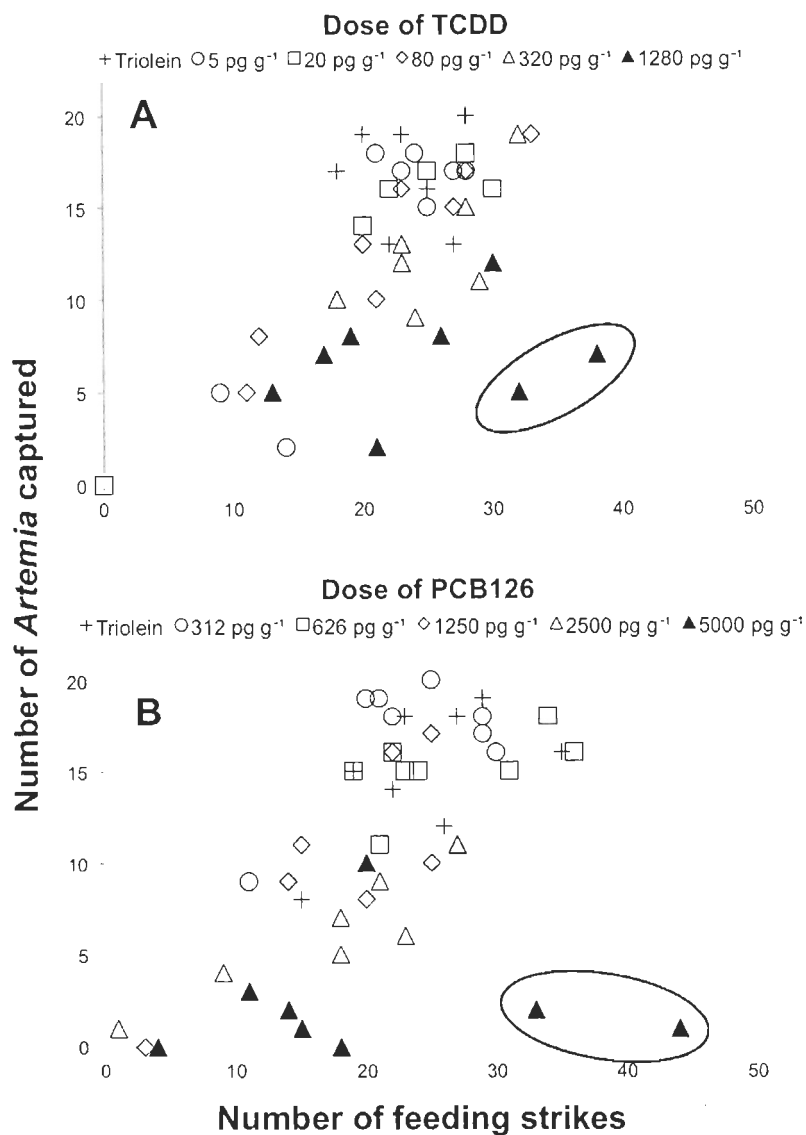 Dose of TCDD
+ Triolein ○ 5 pg g⁻¹ □ 20 pg g⁻¹ ◇ 80 pg g⁻¹ △ 320 pg g⁻¹ ▲ 1280 pg g⁻¹
A
20
15
10
5
0
0 10 20 30 40 50
Number of Artemia captured
Dose of PCB126
+ Triolein ○ 312 pg g⁻¹ □ 626 pg g⁻¹ ◇ 1250 pg g⁻¹ △ 2500 pg g⁻¹ ▲ 5000 pg g⁻¹
B
20
15
10
5
0
0 10 20 30 40 50
Number of feeding strikes